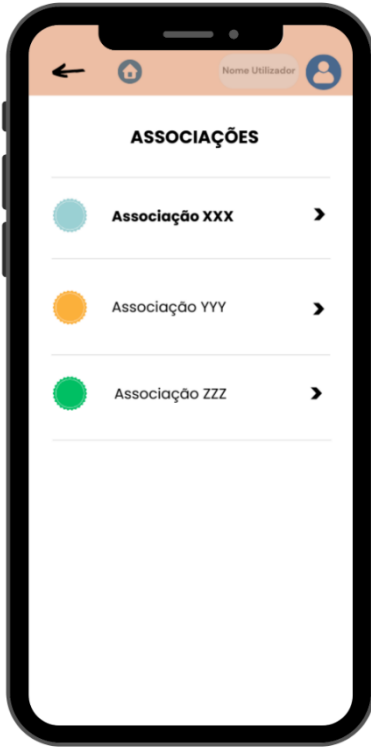 Nome Utilizador
ASSOCIAÇÕES
Associação XXX
Associação YYY
Associação ZZZ